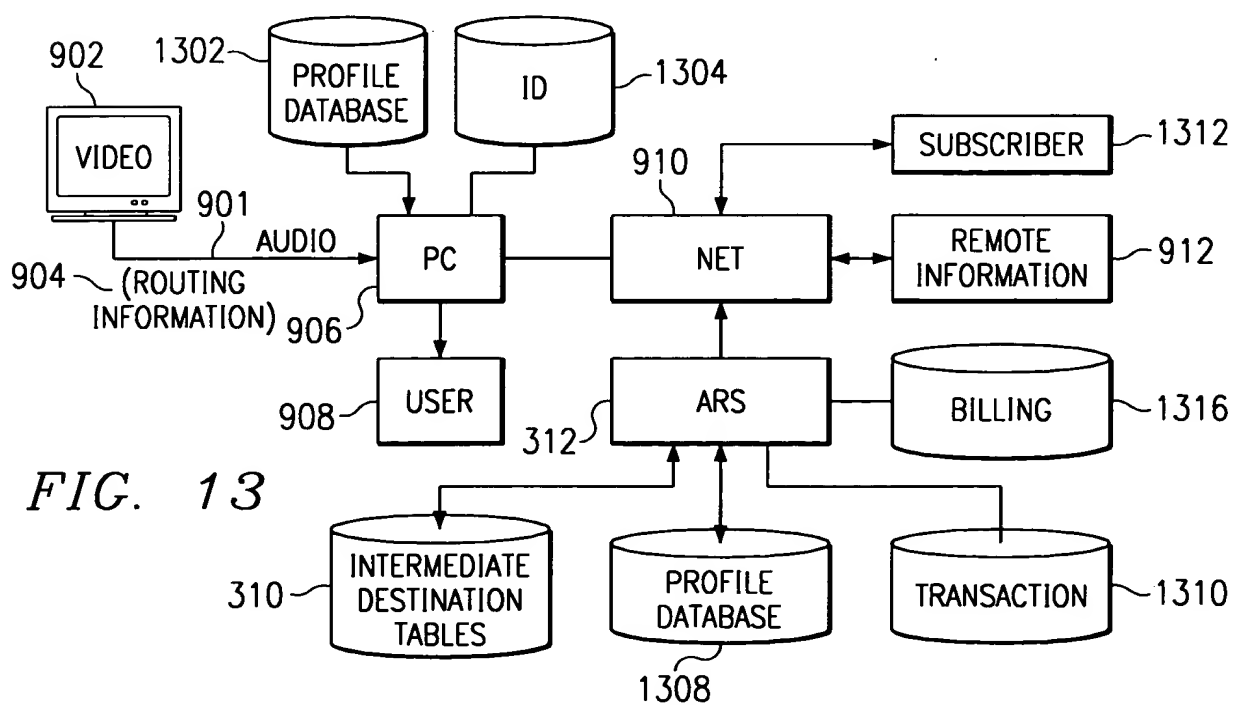 902
1302
PROFILE
DATABASE
ID
1304
VIDEO
910
SUBSCRIBER
1312
901
AUDIO
PC
NET
REMOTE
INFORMATION
912
904
(ROUTING
INFORMATION)
906
USER
908
ARS
312
BILLING
1316
FIG. 13
INTERMEDIATE
DESTINATION
TABLES
310
PROFILE
DATABASE
1308
TRANSACTION
1310